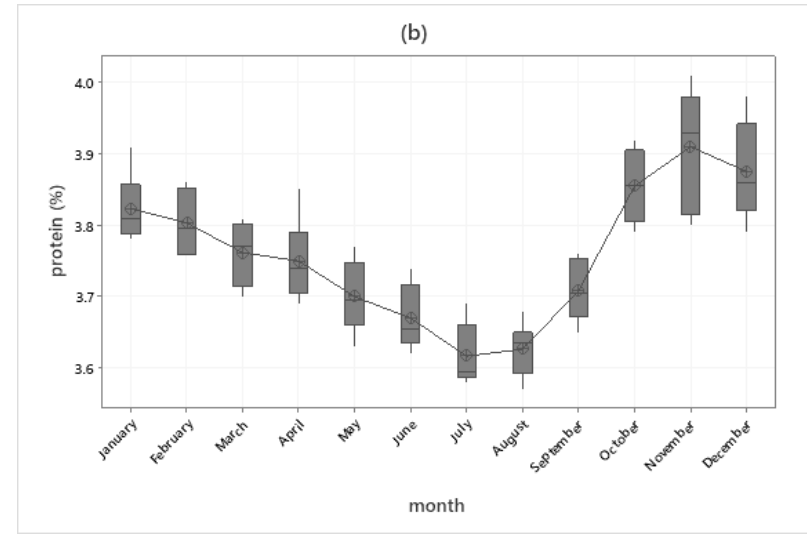 (b)
protein (%)
4.0
3.9
3.8
3.7
3.6
January
February
March
April
May
June
July
August
September
October
November
December
month